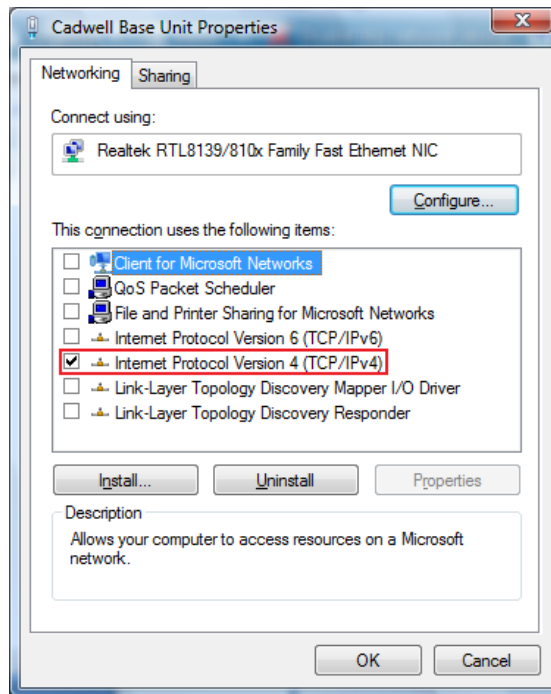 Cadwell Base Unit Properties
Networking
Sharing
Connect using:
Realtek RTL8139/810x Family Fast Ethernet NIC
Configure...
This connection uses the following items:
Client for Microsoft Networks
QoS Packet Scheduler
File and Printer Sharing for Microsoft Networks
Internet Protocol Version 6 (TCP/IPv6)
Internet Protocol Version 4 (TCP/IPv4)
Link-Layer Topology Discovery Mapper I/O Driver
Link-Layer Topology Discovery Responder
Install...
Uninstall
Properties
Description
Allows your computer to access resources on a Microsoft
network.
OK
Cancel